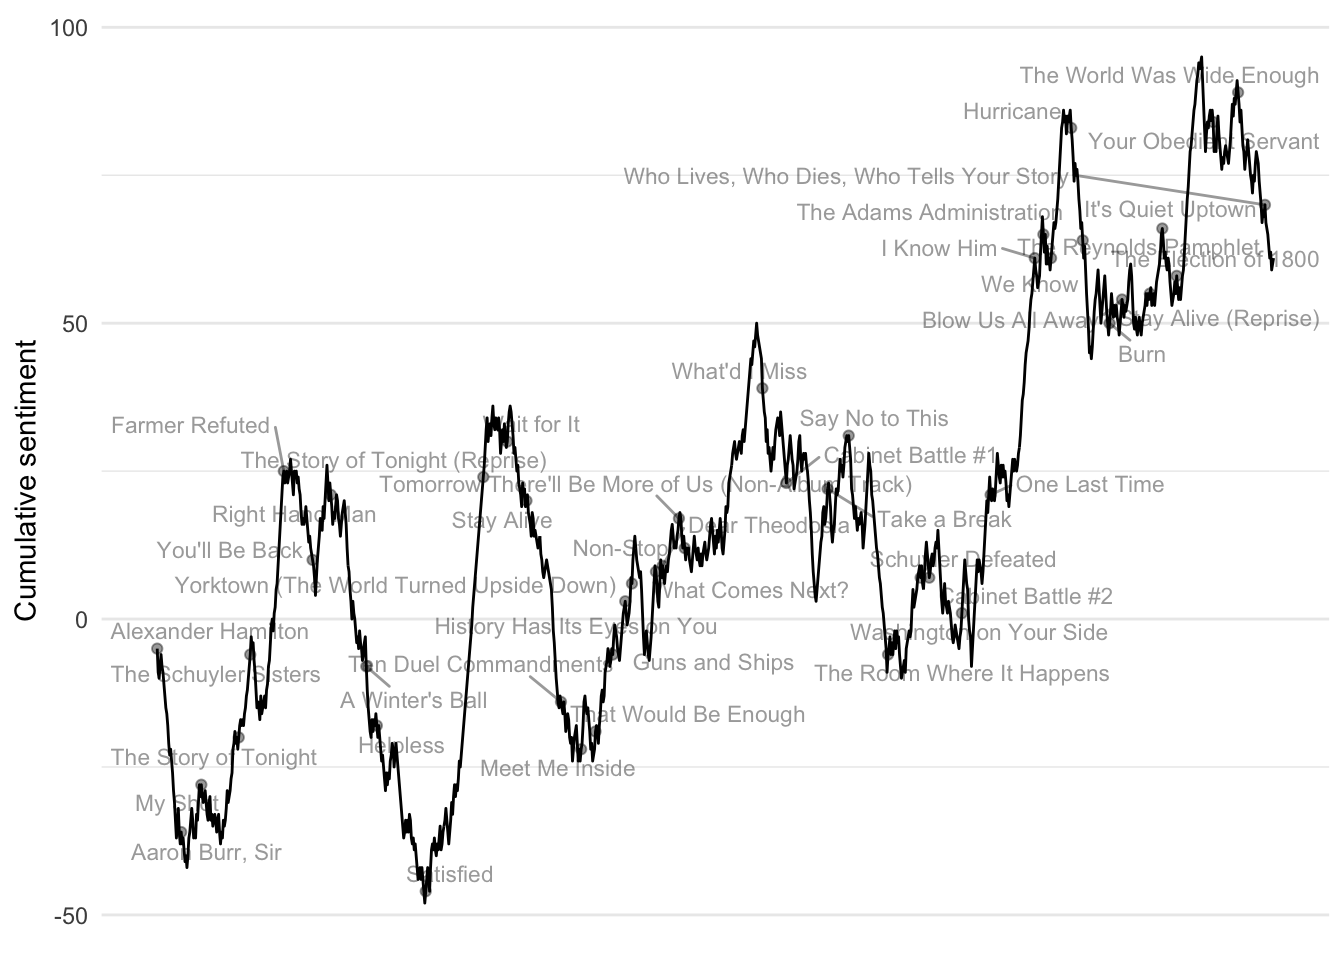 100
The World Was Wide Enough
Hurricane
Your Obedient Servant
Who Lives, Who Dies, Who Tells Your Story
The Adams Administration
It's Quiet Uptown
I Know Him
The Reynolds Pamphlet
The Election of 1800
We Know
50
Blow Us All Away
Stay Alive (Reprise)
Burn
Cumulative sentiment
What'd I Miss
Farmer Refuted
Wait for It
Say No to This
The Story of Tonight (Reprise)
Cabinet Battle #1
Tomorrow There'll Be More of Us (Non-Album Track)
One Last Time
Right Hand Man
Stay Alive
Dear Theodosia
Take a Break
You'll Be Back
Non-Stop
Schuyler Defeated
Yorktown (The World Turned Upside Down)
What Comes Next?
Cabinet Battle #2
0
Alexander Hamilton
History Has Its Eyes on You
Washington on Your Side
Ten Duel Commandments
Guns and Ships
The Schuyler Sisters
The Room Where It Happens
A Winter's Ball
That Would Be Enough
Helpless
The Story of Tonight
Meet Me Inside
My Shot
Aaron Burr, Sir
Satisfied
-50